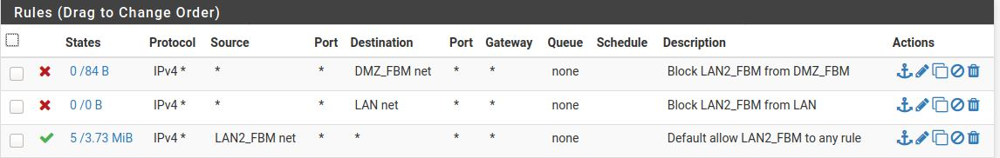 Rules (Drag to Change Order)
States Protocol Source Port Destination Port Gateway Queue Schedule Description Actions
0 /84 B IPv4 * * * DMZ_FBM net * * none Block LAN2_FBM from DMZ_FBM
0 /0 B IPv4 * * * LAN net * * none Block LAN2_FBM from LAN
5 /3.73 MiB IPv4 * LAN2_FBM net * * * * none Default allow LAN2_FBM to any rule